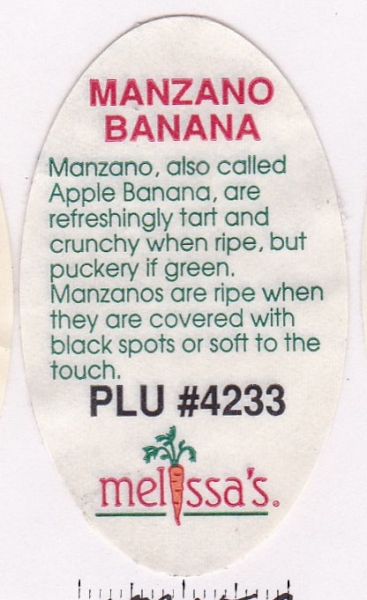 MANZANO
BANANA
Manzano, also called
Apple Banana, are
refreshingly tart and
crunchy when ripe, but
puckery if green.
Manzanos are ripe when
they are covered with
black spots or soft to the
touch.
PLU #4233
melissa's®